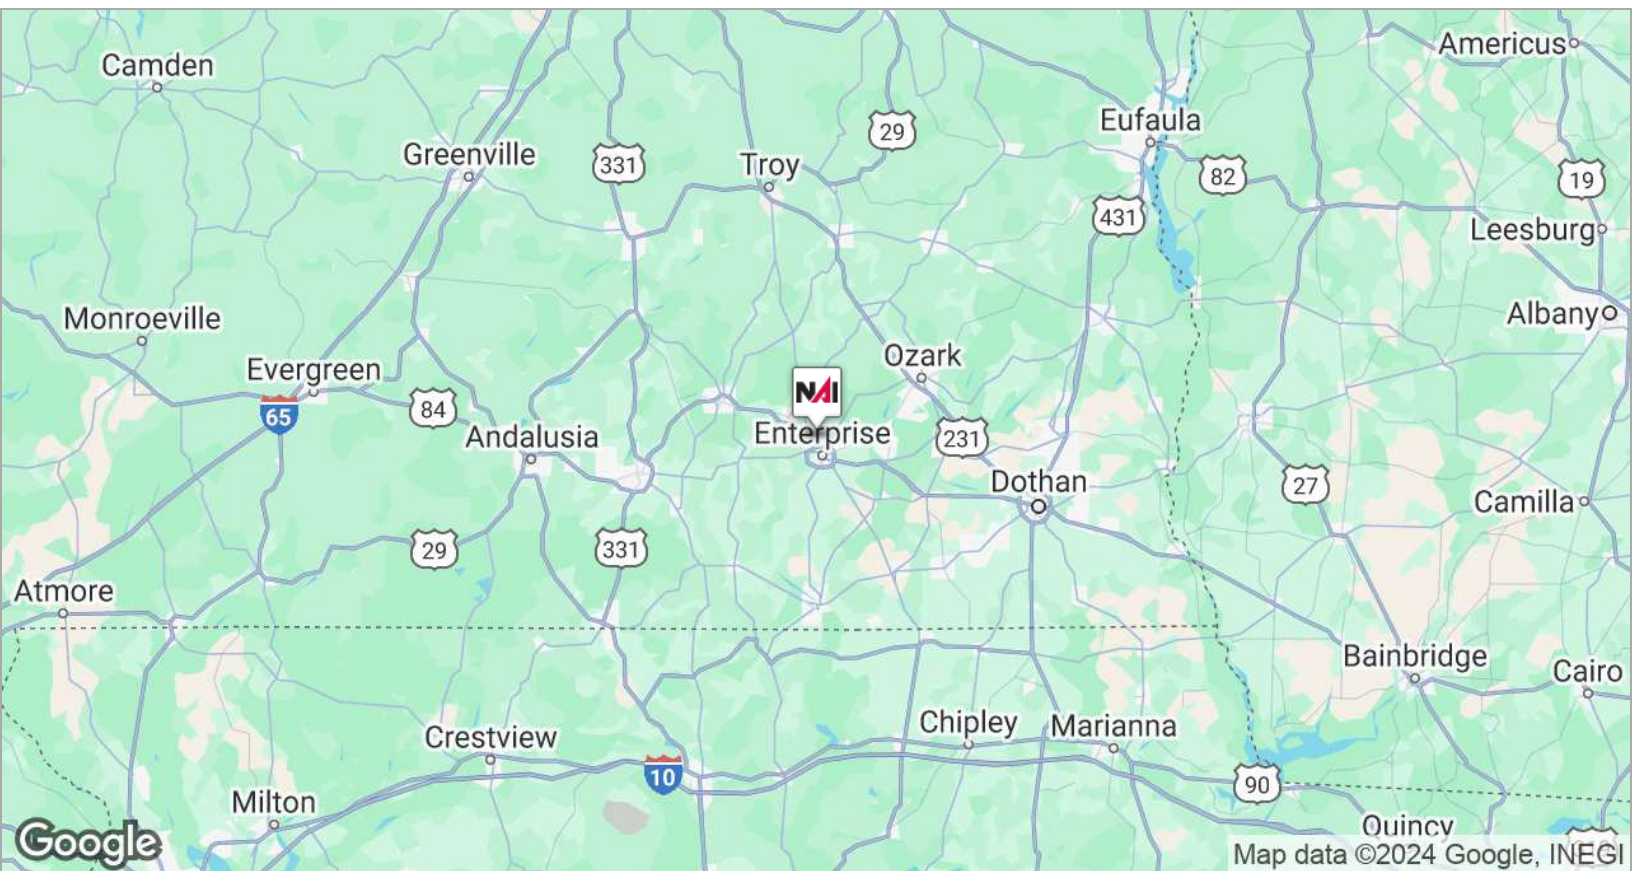 Camden
Americus
Eufaula
29
Greenville
331
Troy
82
19
431
Leesburg
Monroeville
Albany
Ozark
Evergreen
NAI
65
84
Andalusia
Enterprise
231
Dothan
27
Camilla
29
331
Atmore
Bainbridge
Cairo
Chipley
Marianna
Crestview
10
90
Milton
Quincy
Google
Map data ©2024 Google, INEGI